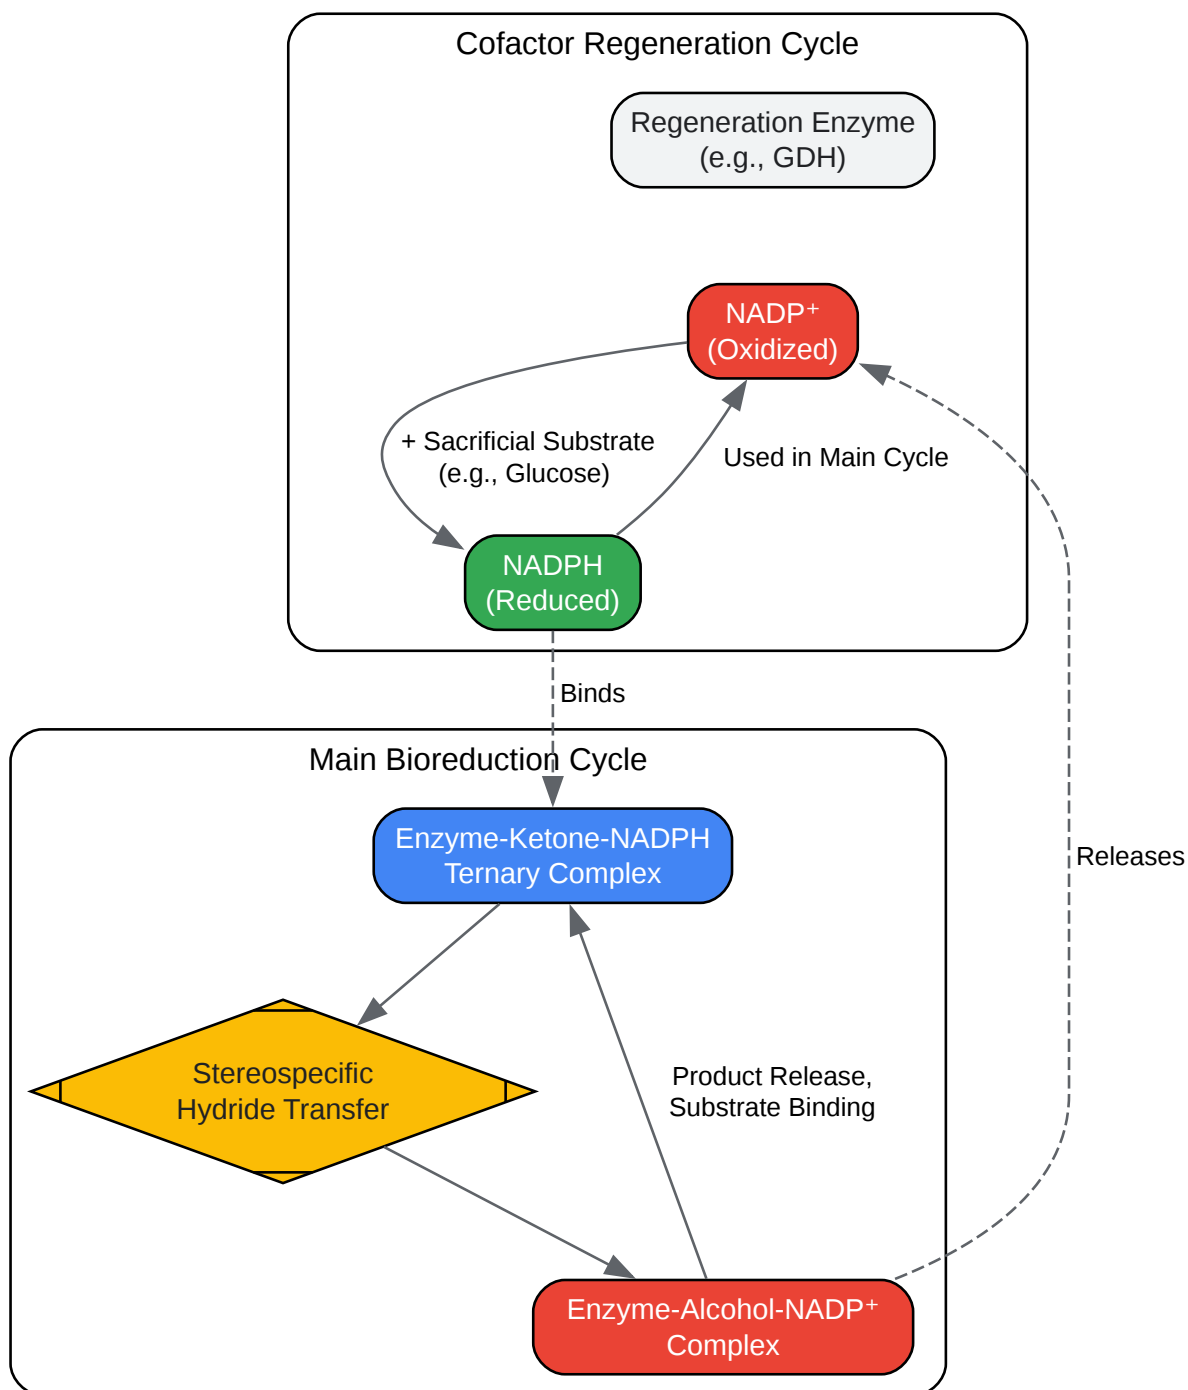 Cofactor Regeneration Cycle
Regeneration Enzyme
(e.g., GDH)
NADP⁺
(Oxidized)
+ Sacrificial Substrate
(e.g., Glucose)
Used in Main Cycle
NADPH
(Reduced)
Binds
Main Bioreduction Cycle
Enzyme-Ketone-NADPH
Ternary Complex
Releases
Stereospecific
Hydride Transfer
Product Release,
Substrate Binding
Enzyme-Alcohol-NADP⁺
Complex